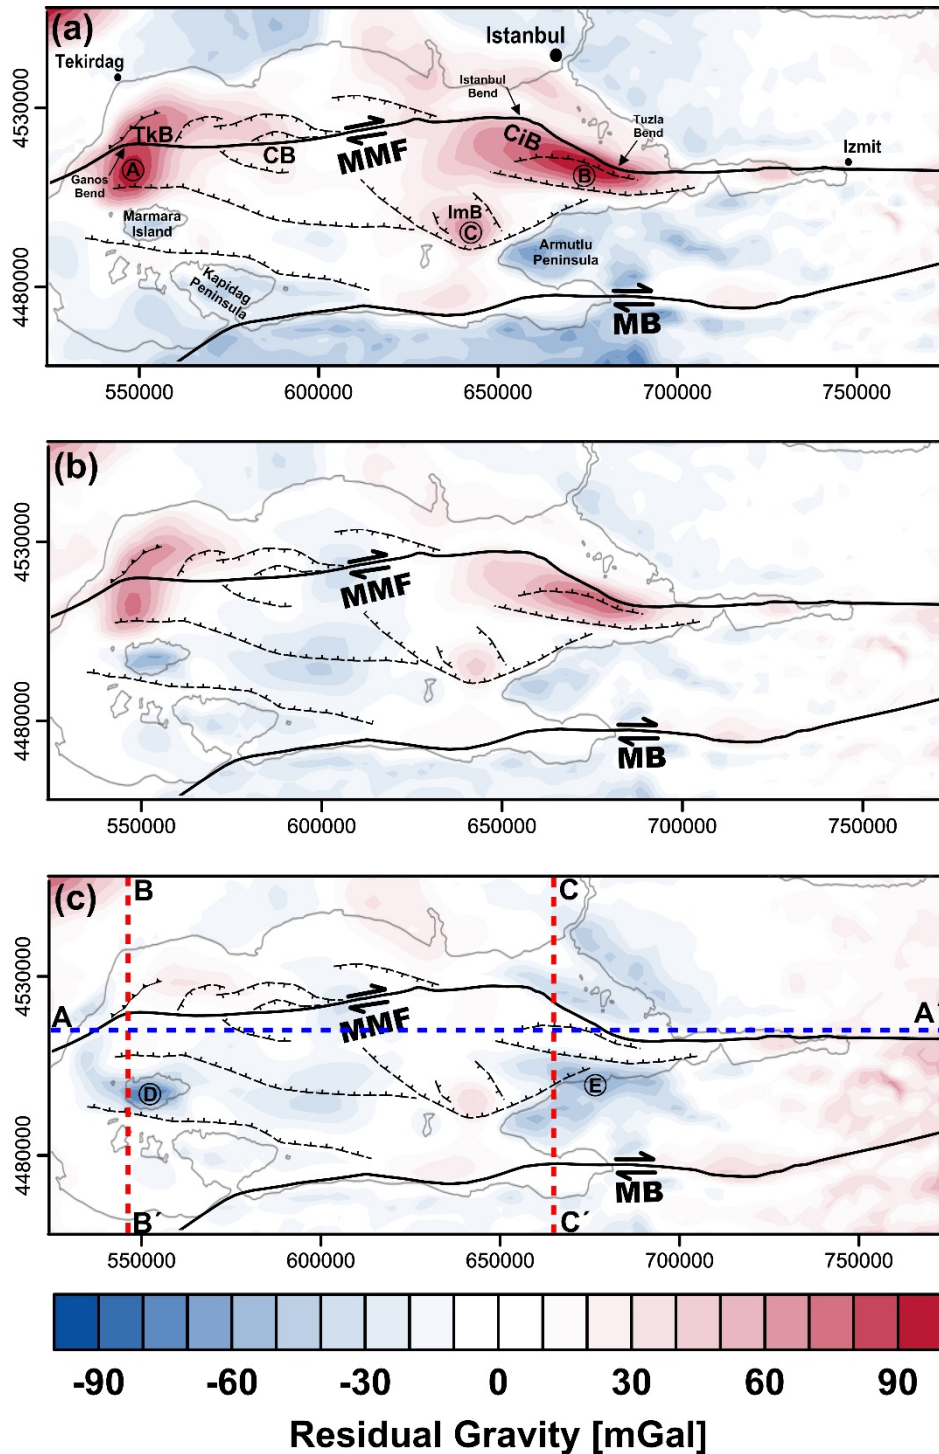 (a)
Istanbul
Tekirdag
Istanbul
Bend
4530000
TkB
CB
MMF
CiB
Tuzla
Bend
Izmit
A
B
Ganos
Bend
Marmara
Island
ImB
C
Armutlu
Peninsula
Kapidag
Peninsula
4480000
MB
550000 600000 650000 700000 750000
(b)
4530000
MMF
4480000
MB
550000 600000 650000 700000 750000
(c)
B
C
4530000
A
A´
MMF
D
E
4480000
MB
B´
C´
550000 600000 650000 700000 750000
-90 -60 -30 0 30 60 90
Residual Gravity [mGal]